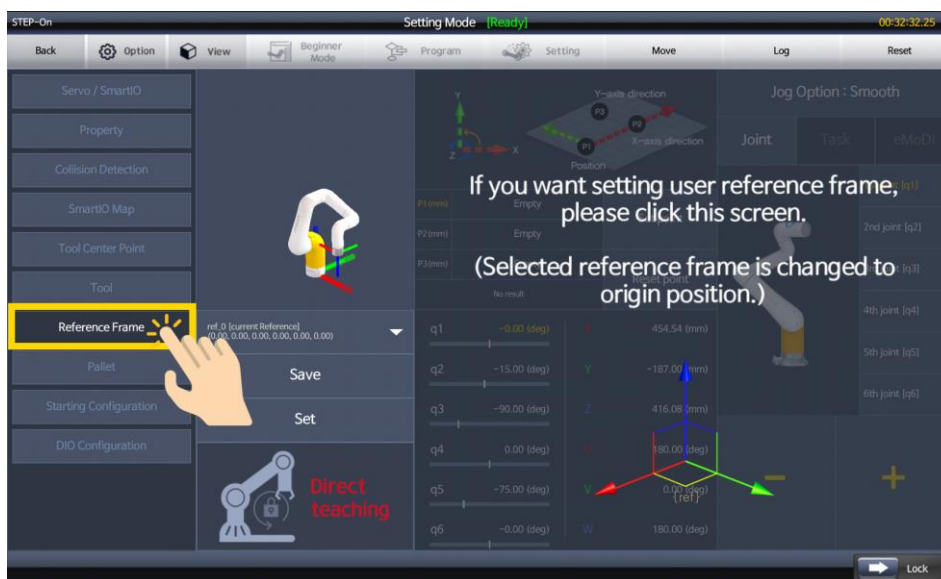 STEP-On
Setting Mode [Ready]
00:32:32.25
Back
Option
View
Beginner
Mode
Program
Setting
Move
Log
Reset
Servo / SmartIO
Property
Colilsion Detection
SmartIO Map
Tool Center Point
Tool
Reference Frame
Pallet
Starting Configuration
DIO Configuration
ref_0 [current Reference]
(0.00, 0.00, 0.00, 0.00, 0.00, 0.00)
Save
Set
Direct
teaching
Y
Z
X
Y-axis direction
P3
P2
P1
X-axis direction
Position
If you want setting user reference frame,
please click this screen.
(Selected reference frame is changed to
origin position.)
P1(mm)
Empty
P2(mm)
Empty
P3(mm)
Reset point
No result
q1
-0.00 (deg)
454.54 (mm)
q2
-15.00 (deg)
Y
-187.00 (mm)
q3
-90.00 (deg)
Z
416.08 (mm)
q4
0.00 (deg)
180.00 (deg)
q5
-75.00 (deg)
V
0.00 (deg)
q6
-0.00 (deg)
W
180.00 (deg)
{ref}
Jog Option : Smooth
Joint
Task
eMoDi
[q1]
2nd joint [q2]
[q3]
4th joint [q4]
5th joint [q5]
6th joint [q6]
-
+
Lock